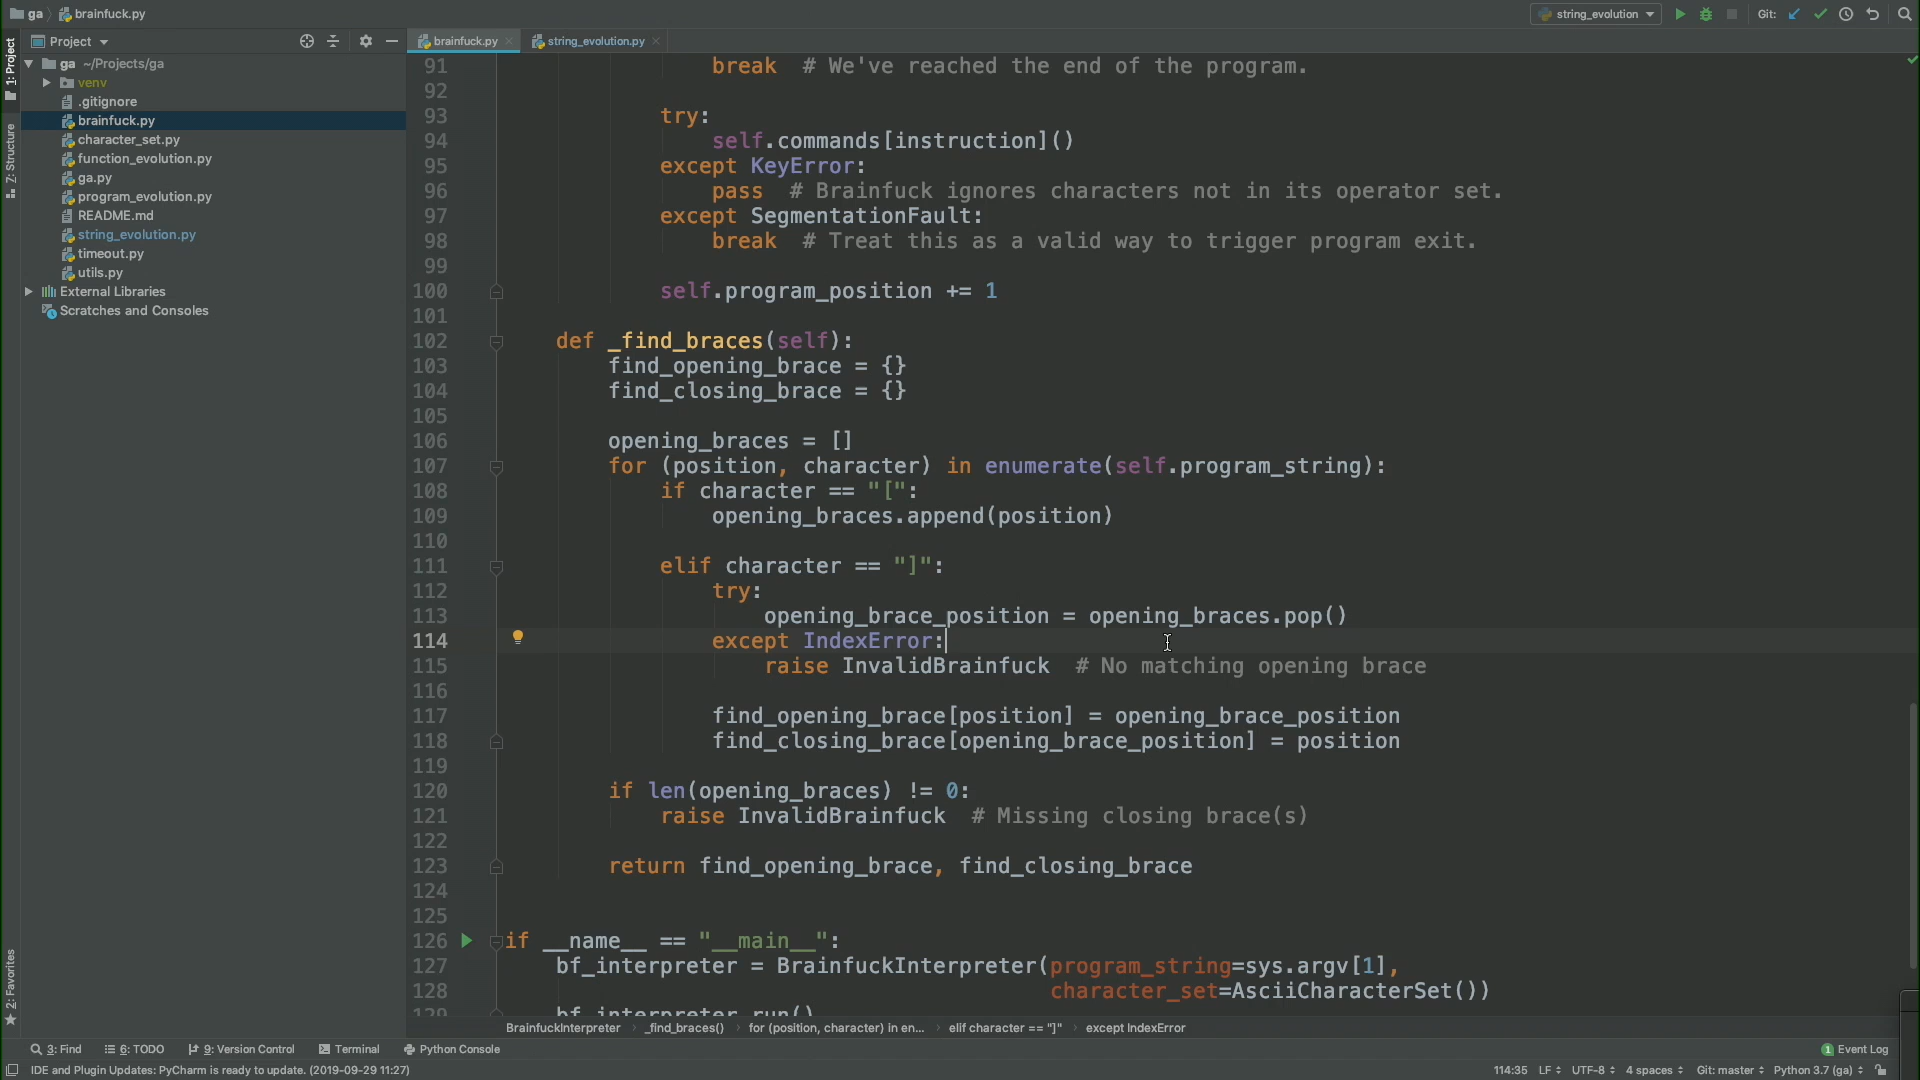 ga brainfuck.py
string_evolution Git:
1: Project
Project
brainfuck.py string_evolution.py
ga ~/Projects/ga
venv
.gitignore
brainfuck.py
character_set.py
function_evolution.py
ga.py
program_evolution.py
README.md
string_evolution.py
timeout.py
utils.py
External Libraries
Scratches and Consoles
7: Structure
2: Favorites
91 break # We've reached the end of the program.
92
93 try:
94 self.commands[instruction]()
95 except KeyError:
96 pass # Brainfuck ignores characters not in its operator set.
97 except SegmentationFault:
98 break # Treat this as a valid way to trigger program exit.
99
100 self.program_position += 1
101
102 def _find_braces(self):
103 find_opening_brace = {}
104 find_closing_brace = {}
105
106 opening_braces = []
107 for (position, character) in enumerate(self.program_string):
108 if character == "[":
109 opening_braces.append(position)
110
111 elif character == "]":
112 try:
113 opening_brace_position = opening_braces.pop()
114 except IndexError:
115 raise InvalidBrainfuck # No matching opening brace
116
117 find_opening_brace[position] = opening_brace_position
118 find_closing_brace[opening_brace_position] = position
119
120 if len(opening_braces) != 0:
121 raise InvalidBrainfuck # Missing closing brace(s)
122
123 return find_opening_brace, find_closing_brace
124
125
126 if __name__ == "__main__":
127 bf_interpreter = BrainfuckInterpreter(program_string=sys.argv[1],
128 character_set=AsciiCharacterSet())
129 bf_interpreter.run()
BrainfuckInterpreter _find_braces() for (position, character) in en... elif character == "]" except IndexError
3: Find 6: TODO 9: Version Control Terminal Python Console 1 Event Log
IDE and Plugin Updates: PyCharm is ready to update. (2019-09-29 11:27) 114:35 LF UTF-8 4 spaces Git: master Python 3.7 (ga)